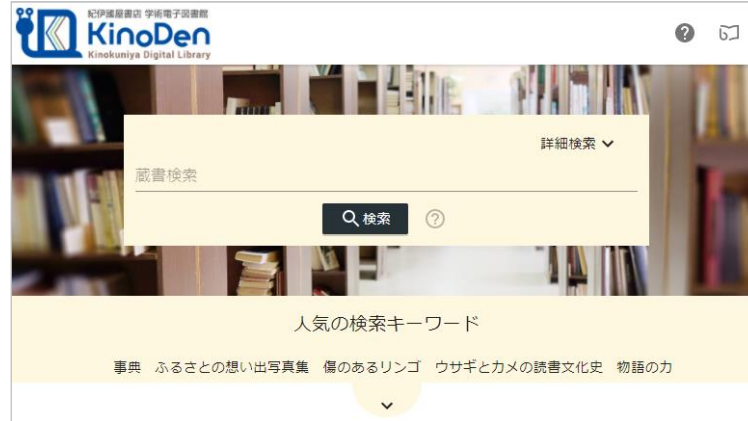 紀伊國屋書店 学術電子図書館
KinoDen
Kinokuniya Digital Library
詳細検索
蔵書検索
検索
人気の検索キーワード
事典 ふるさとの想い出写真集 傷のあるリンゴ ウサギとカメの読書文化史 物語の力